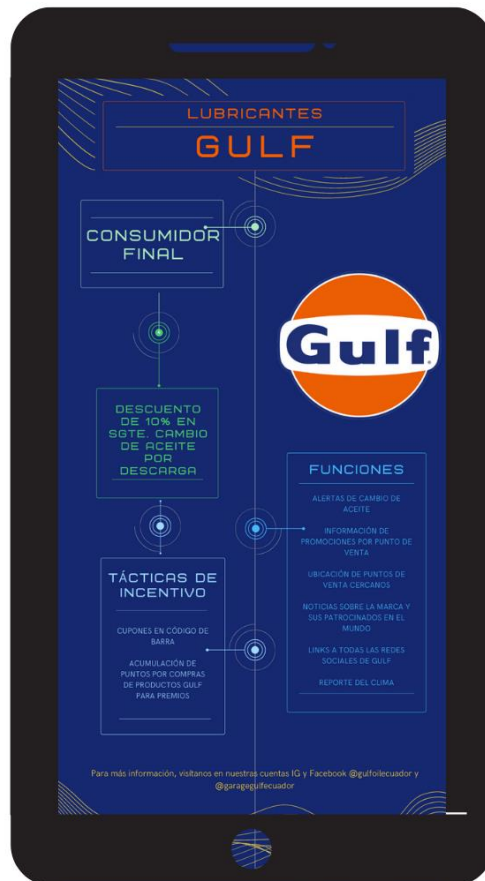 LUBRICANTES
GULF
CONSUMIDOR
FINAL
Gulf
DESCUENTO
DE 10% EN
SGTE. CAMBIO
DE ACEITE
POR
DESCARGA
FUNCIONES
ALERTAS DE CAMBIO DE
ACEITE
INFORMACIÓN DE
PROMOCIONES POR PUNTO DE
VENTA
UBICACIÓN DE PUNTOS DE
VENTA CERCANOS
NOTICIAS SOBRE LA MARCA Y
SUS PATROCINADOS EN EL
MUNDO
LINKS A TODAS LAS REDES
SOCIALES DE GULF
REPORTE DEL CLIMA
TÁCTICAS DE
INCENTIVO
CUPONES EN CÓDIGO DE
BARRA
ACUMULACIÓN DE
PUNTOS POR COMPRAS
DE PRODUCTOS GULF
PARA PREMIOS
Para más información, visítanos en nuestras cuentas IG y Facebook @gulfoilecuador y
@garagegulfecuador